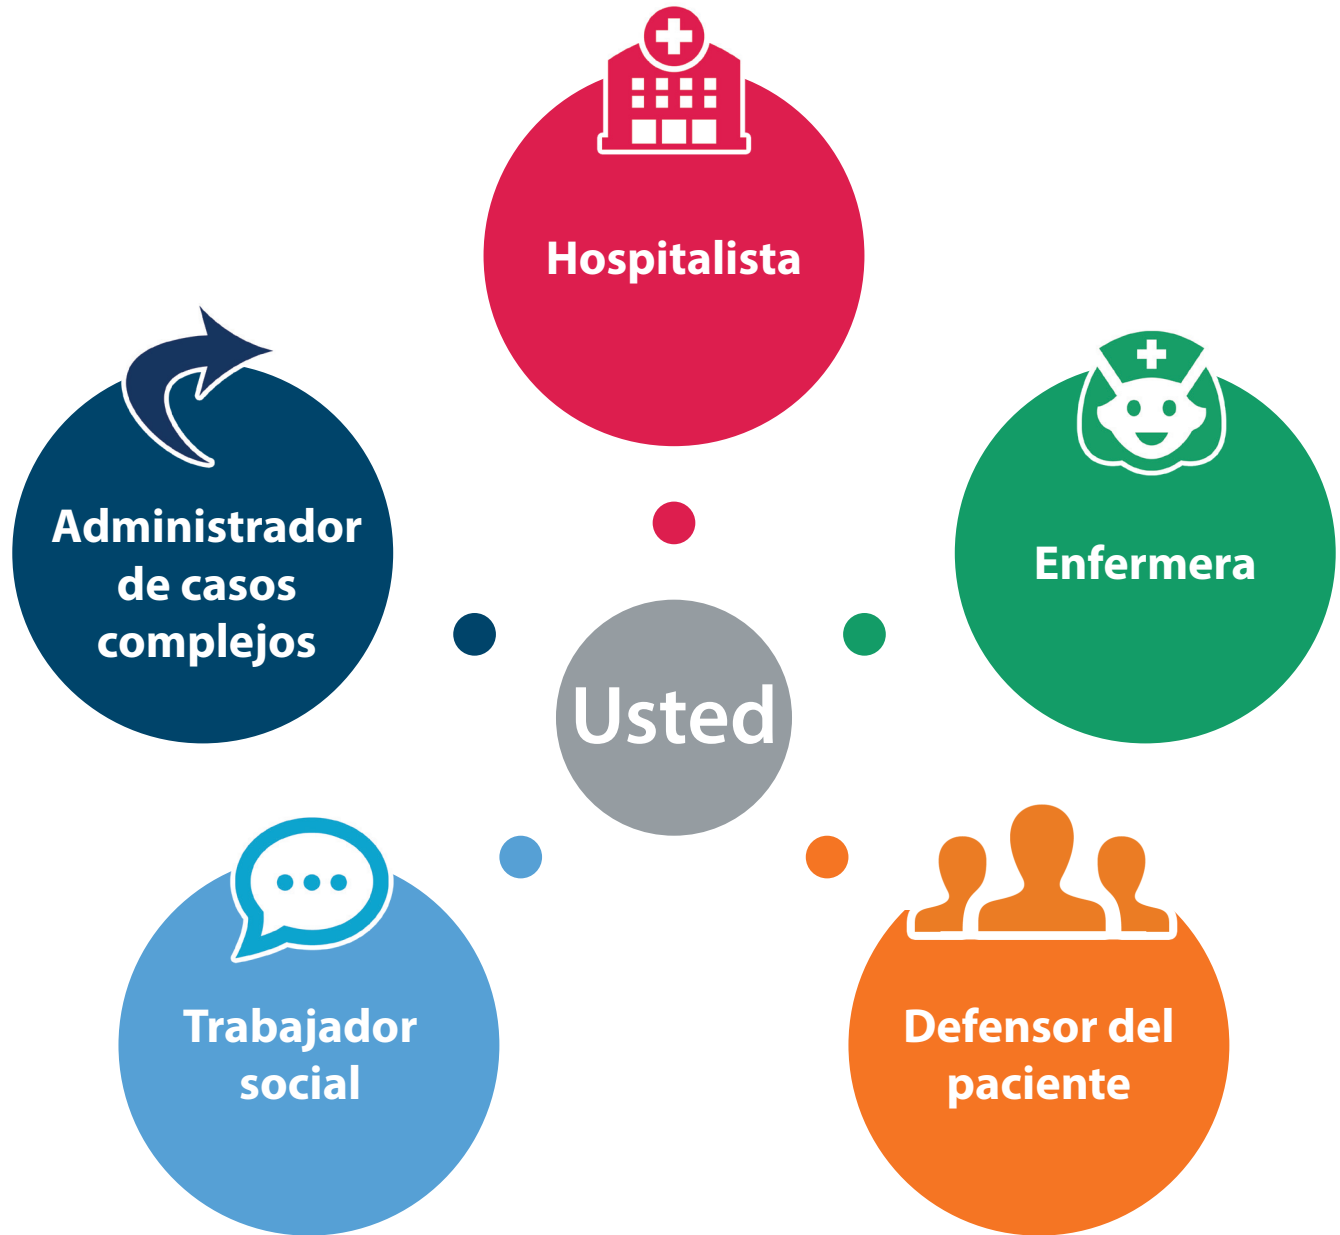 Hospitalista
Administrador
de casos
complejos
Enfermera
Usted
Trabajador
social
Defensor del
paciente